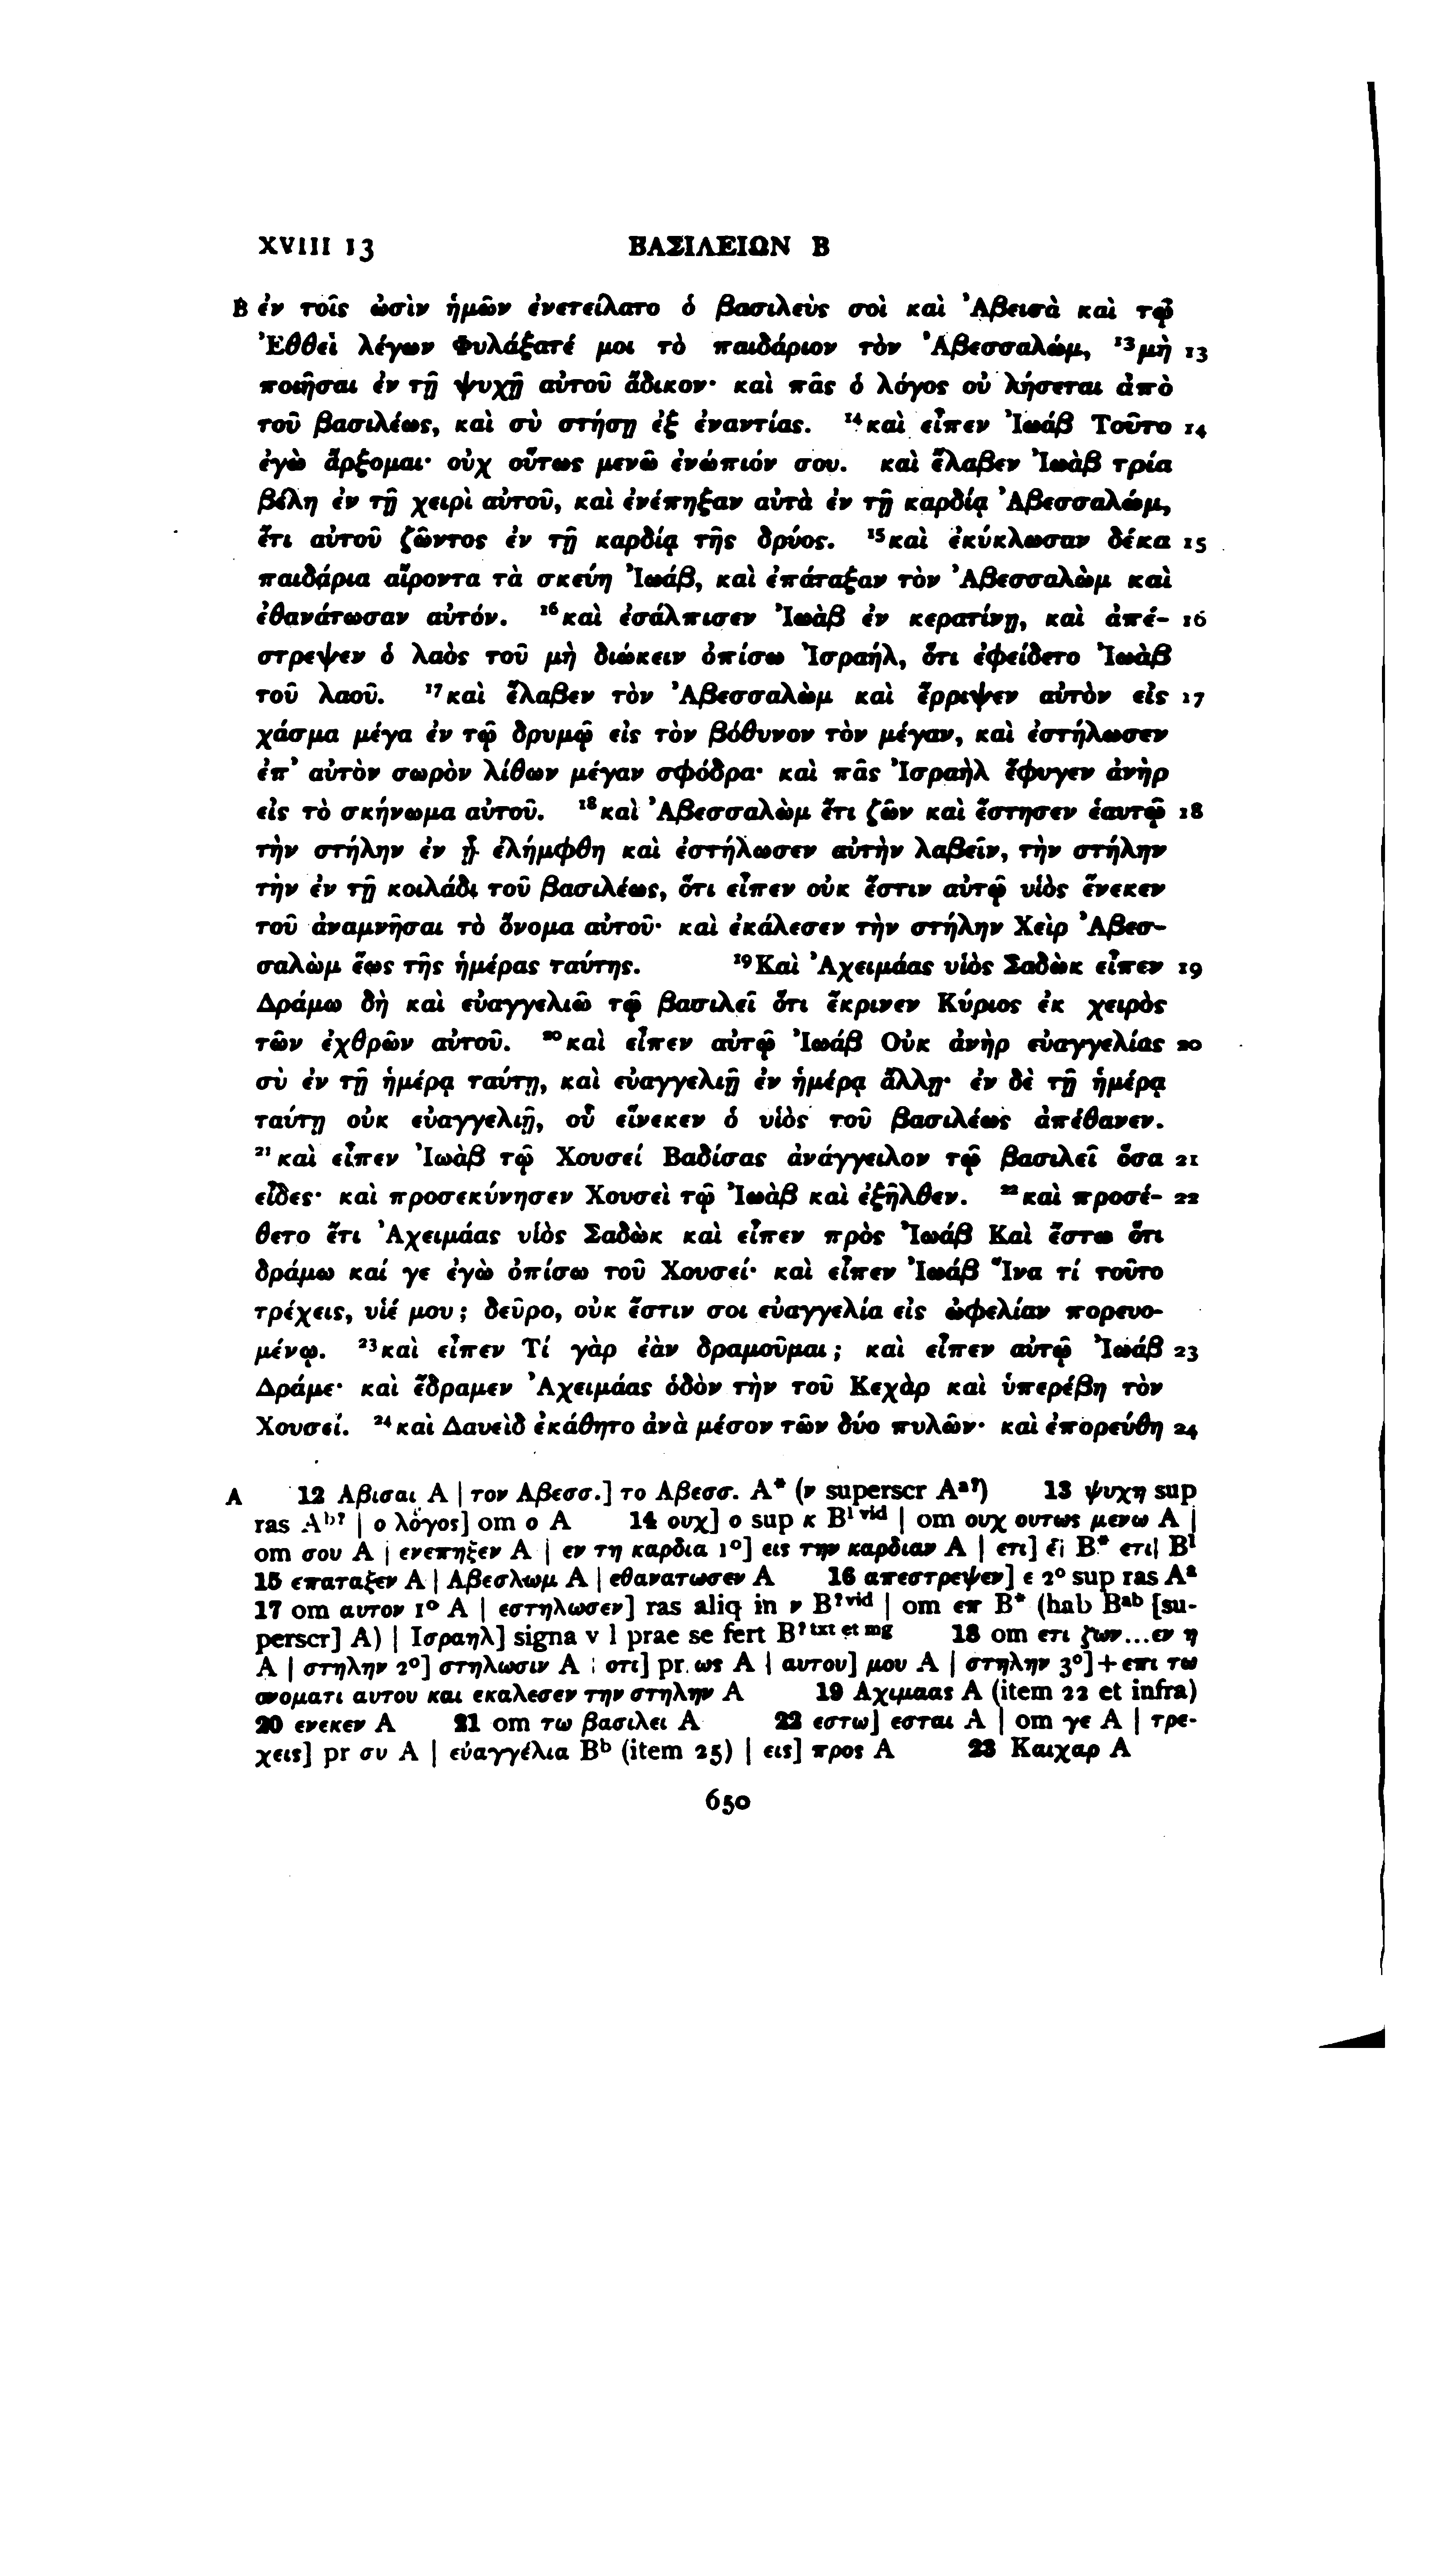 XVIII 13 ΒΑΣΙΛΕΙΩΝ Β
B ἐν τοῖς ὠσὶν ἡμῶν ἐνετείλατο ὁ βασιλεὺς σοὶ καὶ Ἀβεισὰ καὶ τῷ
Ἐθθεὶ λέγων Φυλάξατέ μοι τὸ παιδάριον τὸν Ἀβεσσαλώμ, ¹³μὴ 13
ποιῆσαι ἐν τῇ ψυχῇ αὐτοῦ ἄδικον· καὶ πᾶς ὁ λόγος οὐ λήσεται ἀπὸ
τοῦ βασιλέως, καὶ σὺ στήσῃ ἐξ ἐναντίας. ¹⁴καὶ εἶπεν Ἰωάβ Τοῦτο 14
ἐγὼ ἄρξομαι· οὐχ οὕτως μενῶ ἐνώπιόν σου. καὶ ἔλαβεν Ἰωὰβ τρία
βέλη ἐν τῇ χειρὶ αὐτοῦ, καὶ ἐνέπηξαν αὐτὰ ἐν τῇ καρδίᾳ Ἀβεσσαλώμ,
ἔτι αὐτοῦ ζῶντος ἐν τῇ καρδίᾳ τῆς δρύος. ¹⁵καὶ ἐκύκλωσαν δέκα 15
παιδάρια αἴροντα τὰ σκεύη Ἰωάβ, καὶ ἐπάταξαν τὸν Ἀβεσσαλὼμ καὶ
ἐθανάτωσαν αὐτόν. ¹⁶καὶ ἐσάλπισεν Ἰωὰβ ἐν κερατίνῃ, καὶ ἀπέ- 16
στρεψεν ὁ λαὸς τοῦ μὴ διώκειν ὀπίσω Ἰσραήλ, ὅτι ἐφείδετο Ἰωὰβ
τοῦ λαοῦ. ¹⁷καὶ ἔλαβεν τὸν Ἀβεσσαλὼμ καὶ ἔρριψεν αὐτὸν εἰς 17
χάσμα μέγα ἐν τῷ δρυμῷ εἰς τὸν βόθυνον τὸν μέγαν, καὶ ἐστήλωσεν
ἐπ’ αὐτὸν σωρὸν λίθων μέγαν σφόδρα· καὶ πᾶς Ἰσραὴλ ἔφυγεν ἀνὴρ
εἰς τὸ σκήνωμα αὐτοῦ. ¹⁸καὶ Ἀβεσσαλὼμ ἔτι ζῶν καὶ ἔστησεν ἑαυτῷ 18
τὴν στήλην ἐν ᾗ ἐλήμφθη καὶ ἐστήλωσεν αὐτὴν λαβεῖν, τὴν στήλην
τὴν ἐν τῇ κοιλάδι τοῦ βασιλέως, ὅτι εἶπεν οὐκ ἔστιν αὐτῷ υἱὸς ἕνεκεν
τοῦ ἀναμνῆσαι τὸ ὄνομα αὐτοῦ· καὶ ἐκάλεσεν τὴν στήλην Χεὶρ Ἀβεσ-
σαλὼμ ἕως τῆς ἡμέρας ταύτης. ¹⁹Καὶ Ἀχειμάας υἱὸς Σαδὼκ εἶπεν 19
Δράμω δὴ καὶ εὐαγγελιῶ τῷ βασιλεῖ ὅτι ἔκρινεν Κύριος ἐκ χειρὸς
τῶν ἐχθρῶν αὐτοῦ. ²⁰καὶ εἶπεν αὐτῷ Ἰωάβ Οὐκ ἀνὴρ εὐαγγελίας 20
σὺ ἐν τῇ ἡμέρᾳ ταύτῃ, καὶ εὐαγγελιῇ ἐν ἡμέρᾳ ἄλλῃ· ἐν δὲ τῇ ἡμέρᾳ
ταύτῃ οὐκ εὐαγγελιῇ, οὗ εἵνεκεν ὁ υἱὸς τοῦ βασιλέως ἀπέθανεν.
²¹καὶ εἶπεν Ἰωὰβ τῷ Χουσεί Βαδίσας ἀνάγγειλον τῷ βασιλεῖ ὅσα 21
εἶδες· καὶ προσεκύνησεν Χουσεὶ τῷ Ἰωὰβ καὶ ἐξῆλθεν. ²²καὶ προσέ- 22
θετο ἔτι Ἀχειμάας υἱὸς Σαδὼκ καὶ εἶπεν πρὸς Ἰωάβ Καὶ ἔστω ὅτι
δράμω καί γε ἐγὼ ὀπίσω τοῦ Χουσεί· καὶ εἶπεν Ἰωάβ Ἵνα τί τοῦτο
τρέχεις, υἱέ μου; δεῦρο, οὐκ ἔστιν σοι εὐαγγελία εἰς ὠφελίαν πορευο-
μένῳ. ²³καὶ εἶπεν Τί γὰρ ἐὰν δραμοῦμαι; καὶ εἶπεν αὐτῷ Ἰωάβ 23
Δράμε· καὶ ἔδραμεν Ἀχειμάας ὁδὸν τὴν τοῦ Κεχὰρ καὶ ὑπερέβη τὸν
Χουσεί. ²⁴καὶ Δαυεὶδ ἐκάθητο ἀνὰ μέσον τῶν δύο πυλῶν· καὶ ἐπορεύθη 24
A 12 Αβισαι A | τον Αβεσσ.] το Αβεσσ. A* (ν superscr Aᵃ?) 13 ψυχη sup
ras Aᵇ? | ο λόγος] om ο A 14 ουχ] ο sup κ B¹ ᵛⁱᵈ | om ουχ ουτως μενω A |
om σου A | ενεπηξεν A | εν τη καρδια 1°] εις την καρδιαν A | ετι] ε̄i B* ετι| B¹
15 επαταξεν A | Αβεσλωμ A | εθανατωσεν A 16 απεστρεψεν] ε 2° sup ras Aᵃ
17 om αυτον 1° A | εστηλωσεν] ras aliq in ν B? ᵛⁱᵈ | om επ B* (hab Bᵃᵇ [su-
perscr] A) | Ισραηλ] signa v l prae se fert B? ᵗˣᵗ ᵉᵗ ᵐᵍ 18 om ετι ζων...εν η
A | στηλην 2°] στηλωσιν A | οτι] pr ως A | αυτου] μου A | στηλην 3°]+επι τω
ονοματι αυτου και εκαλεσεν την στηλην A 19 Αχιμαας A (item 22 et infra)
20 ενεκεν A 21 om τω βασιλει A 22 εστω] εσται A | om γε A | τρε-
χεις] pr συ A | εὐαγγέλια Bᵇ (item 25) | εις] προς A 23 Καιχαρ A
650